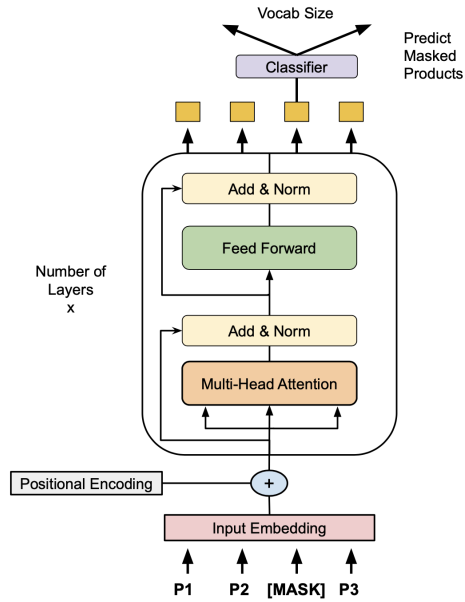 Vocab Size
Predict
Masked
Products
Classifier
Add & Norm
Feed Forward
Number of
Layers
x
Add & Norm
Multi-Head Attention
Positional Encoding
+
Input Embedding
P1 P2 [MASK] P3